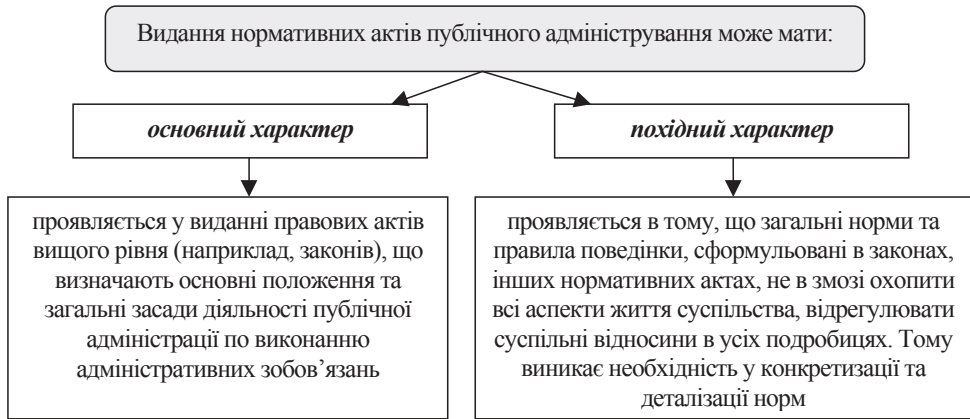 Видання нормативних актів публічного адміністрування може мати:
основний характер
похідний характер
проявляється у виданні правових актів
вищого рівня (наприклад, законів), що
визначають основні положення та
загальні засади діяльності публічної
адміністрації по виконанню
адміністративних зобов’язань
проявляється в тому, що загальні норми та
правила поведінки, сформульовані в законах,
інших нормативних актах, не в змозі охопити
всі аспекти життя суспільства, відрегулювати
суспільні відносини в усіх подробицях. Тому
виникає необхідність у конкретизації та
деталізації норм